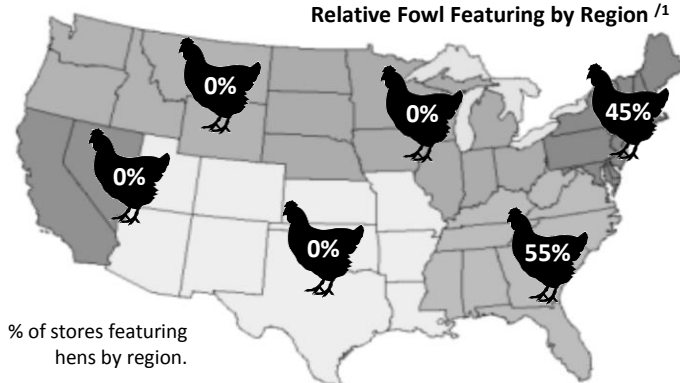 Relative Fowl Featuring by Region /1
0%
0%
45%
0%
0%
55%
% of stores featuring
hens by region.